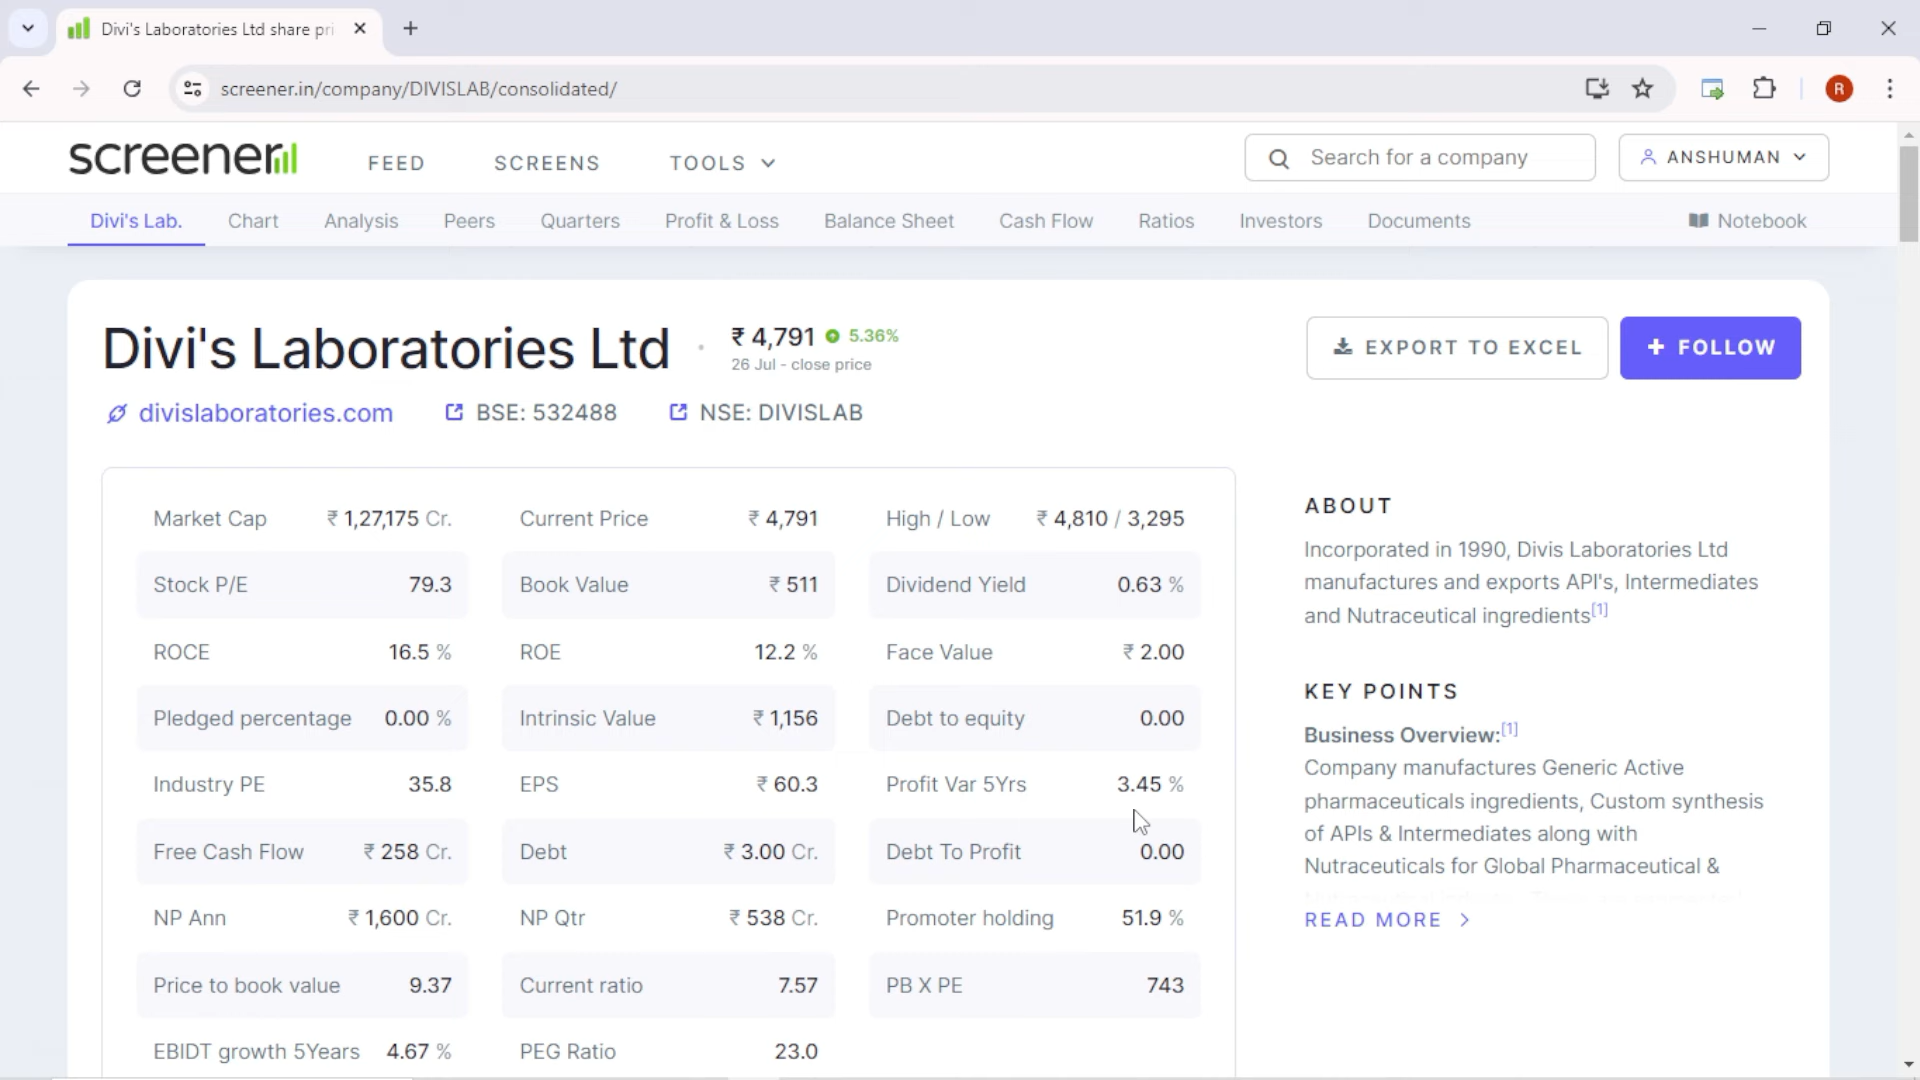 Divi's Laboratories Ltd share pri
screener.in/company/DIVISLAB/consolidated/
R
screener
FEED
SCREENS
TOOLS
Search for a company
ANSHUMAN
Divi's Lab.
Chart
Analysis
Peers
Quarters
Profit & Loss
Balance Sheet
Cash Flow
Ratios
Investors
Documents
Notebook
Divi's Laboratories Ltd
₹ 4,791 5.36%
26 Jul - close price
EXPORT TO EXCEL
+ FOLLOW
divislaboratories.com
BSE: 532488
NSE: DIVISLAB
Market Cap ₹ 1,27,175 Cr.
Current Price ₹ 4,791
High / Low ₹ 4,810 / 3,295
Stock P/E 79.3
Book Value ₹ 511
Dividend Yield 0.63 %
ROCE 16.5 %
ROE 12.2 %
Face Value ₹ 2.00
Pledged percentage 0.00 %
Intrinsic Value ₹ 1,156
Debt to equity 0.00
Industry PE 35.8
EPS ₹ 60.3
Profit Var 5Yrs 3.45 %
Free Cash Flow ₹ 258 Cr.
Debt ₹ 3.00 Cr.
Debt To Profit 0.00
NP Ann ₹ 1,600 Cr.
NP Qtr ₹ 538 Cr.
Promoter holding 51.9 %
Price to book value 9.37
Current ratio 7.57
PB X PE 743
EBIDT growth 5Years 4.67 %
PEG Ratio 23.0
ABOUT
Incorporated in 1990, Divis Laboratories Ltd
manufactures and exports API's, Intermediates
and Nutraceutical ingredients[1]
KEY POINTS
Business Overview:[1]
Company manufactures Generic Active
pharmaceuticals ingredients, Custom synthesis
of APIs & Intermediates along with
Nutraceuticals for Global Pharmaceutical &
READ MORE >